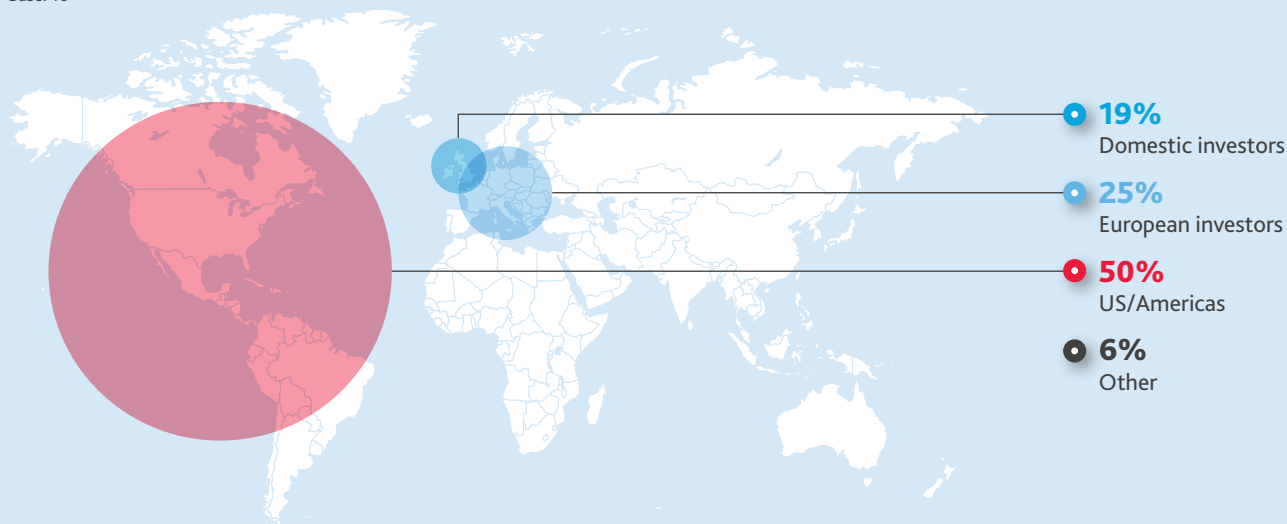 19%
Domestic investors
25%
European investors
50%
US/Americas
6%
Other